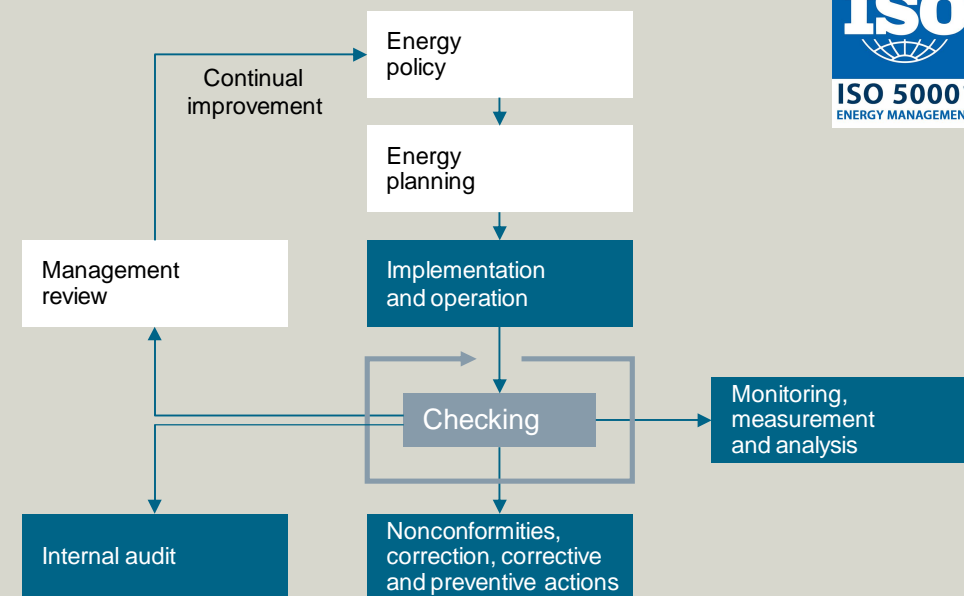 ISO
ISO 5000
ENERGY MANAGEMEN
Energy
policy
Continual
improvement
Energy
planning
Management
review
Implementation
and operation
Checking
Monitoring,
measurement
and analysis
Internal audit
Nonconformities,
correction, corrective
and preventive actions